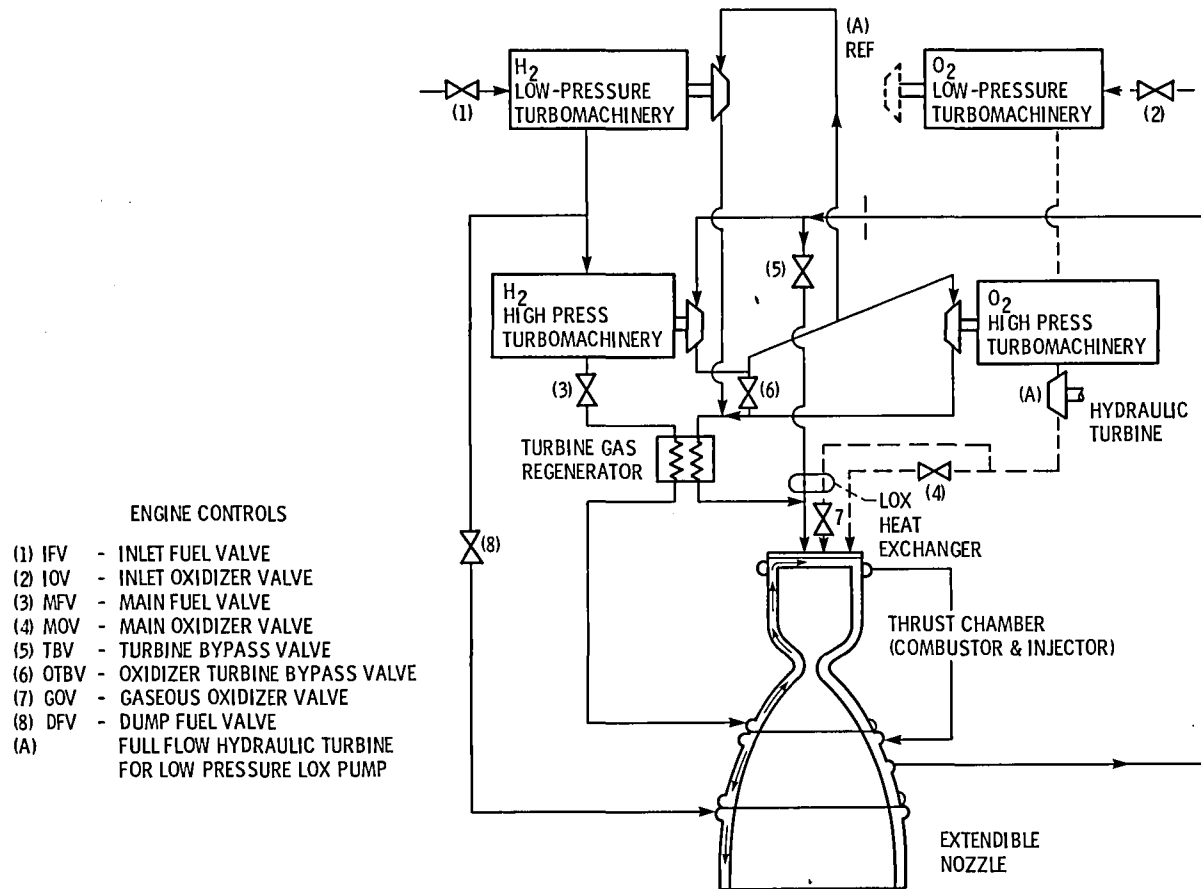 (A)
REF
H2
LOW-PRESSURE
TURBOMACHINERY
(1)
O2
LOW-PRESSURE
TURBOMACHINERY
(2)
(5)
H2
HIGH PRESS
TURBOMACHINERY
O2
HIGH PRESS
TURBOMACHINERY
(3)
(6)
(A)
HYDRAULIC
TURBINE
TURBINE GAS
REGENERATOR
(4)
LOX
HEAT
EXCHANGER
7
(8)
ENGINE CONTROLS
(1) IFV - INLET FUEL VALVE
(2) IOV - INLET OXIDIZER VALVE
(3) MFV - MAIN FUEL VALVE
(4) MOV - MAIN OXIDIZER VALVE
(5) TBV - TURBINE BYPASS VALVE
(6) OTBV - OXIDIZER TURBINE BYPASS VALVE
(7) GOV - GASEOUS OXIDIZER VALVE
(8) DFV - DUMP FUEL VALVE
(A) FULL FLOW HYDRAULIC TURBINE
FOR LOW PRESSURE LOX PUMP
THRUST CHAMBER
(COMBUSTOR & INJECTOR)
EXTENDIBLE
NOZZLE